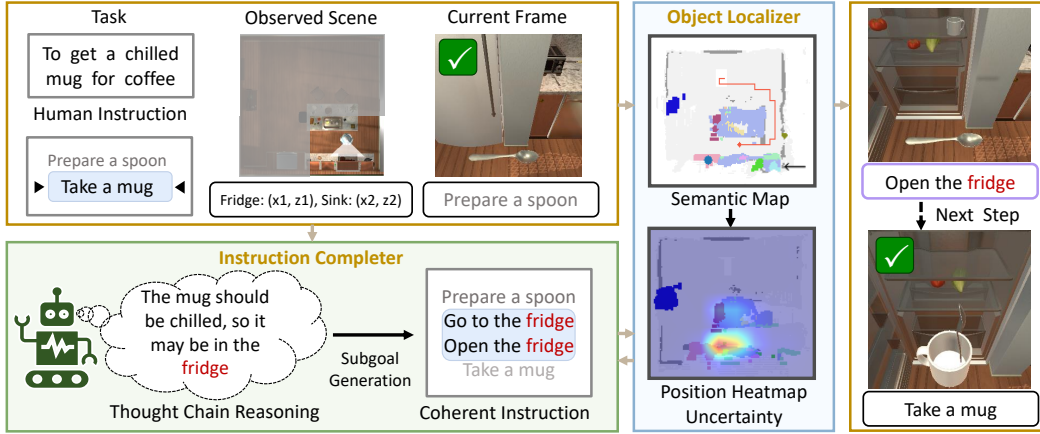 Task
To get a chilled
mug for coffee
Human Instruction
Prepare a spoon
Take a mug
Observed Scene
Fridge: (x1, z1), Sink: (x2, z2)
Current Frame
Prepare a spoon
Instruction Completer
The mug should
be chilled, so it
may be in the
fridge
Thought Chain Reasoning
Subgoal
Generation
Prepare a spoon
Go to the fridge
Open the fridge
Take a mug
Coherent Instruction
Object Localizer
Semantic Map
Position Heatmap
Uncertainty
Open the fridge
Next Step
Take a mug